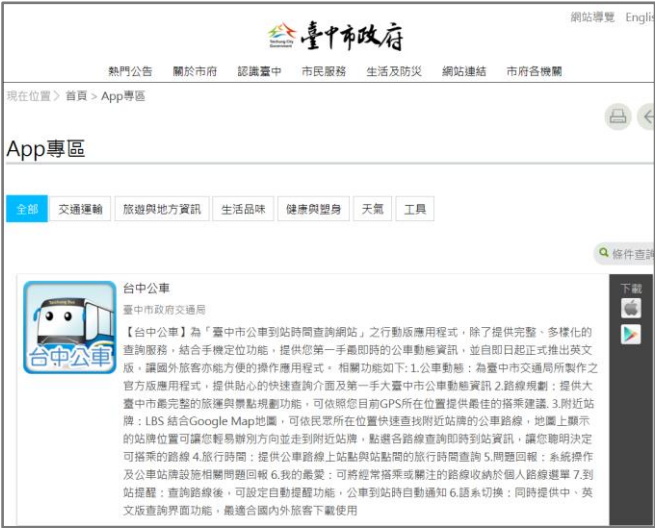 網站導覽 Englis
臺中市政府
熱門公告 關於市府 認識臺中 市民服務 生活及防災 網站連結 市府各機關
現在位置〉首頁 > App專區
App專區
全部 交通運輸 旅遊與地方資訊 生活品味 健康與塑身 天氣 工具
條件查詢
台中公車
下載
臺中市政府交通局
【台中公車】為「臺中市公車到站時間查詢網站」之行動版應用程式，除了提供完整、多樣化的
查詢服務，結合手機定位功能，提供您第一手最即時的公車動態資訊，並自即日起正式推出英文
版，讓國外旅客亦能方便的操作應用程式。 相關功能如下: 1.公車動態：為臺中市交通局所製作之
官方版應用程式，提供貼心的快速查詢介面及第一手大臺中市公車動態資訊 2.路線規劃：提供大
臺中市最完整的旅運與景點規劃功能，可依照您目前GPS所在位置提供最佳的搭乘建議. 3.附近站
牌：LBS 結合Google Map地圖，可依民眾所在位置快速查找附近站牌的公車路線，地圖上顯示
的站牌位置可讓您輕易辦別方向並走到附近站牌，點選各路線查詢即時到站資訊，讓您聰明決定
可搭乘的路線 4.旅行時間：提供公車路線上站點與站點間的旅行時間查詢 5.問題回報：系統操作
及公車站牌設施相關問題回報 6.我的最愛：可將經常搭乘或關注的路線收納於個人路線選單 7.到
站提醒：查詢路線後，可設定自動提醒功能，公車到站時自動通知 6.語系切換：同時提供中、英
文版查詢界面功能，最適合國內外旅客下載使用
台中公車